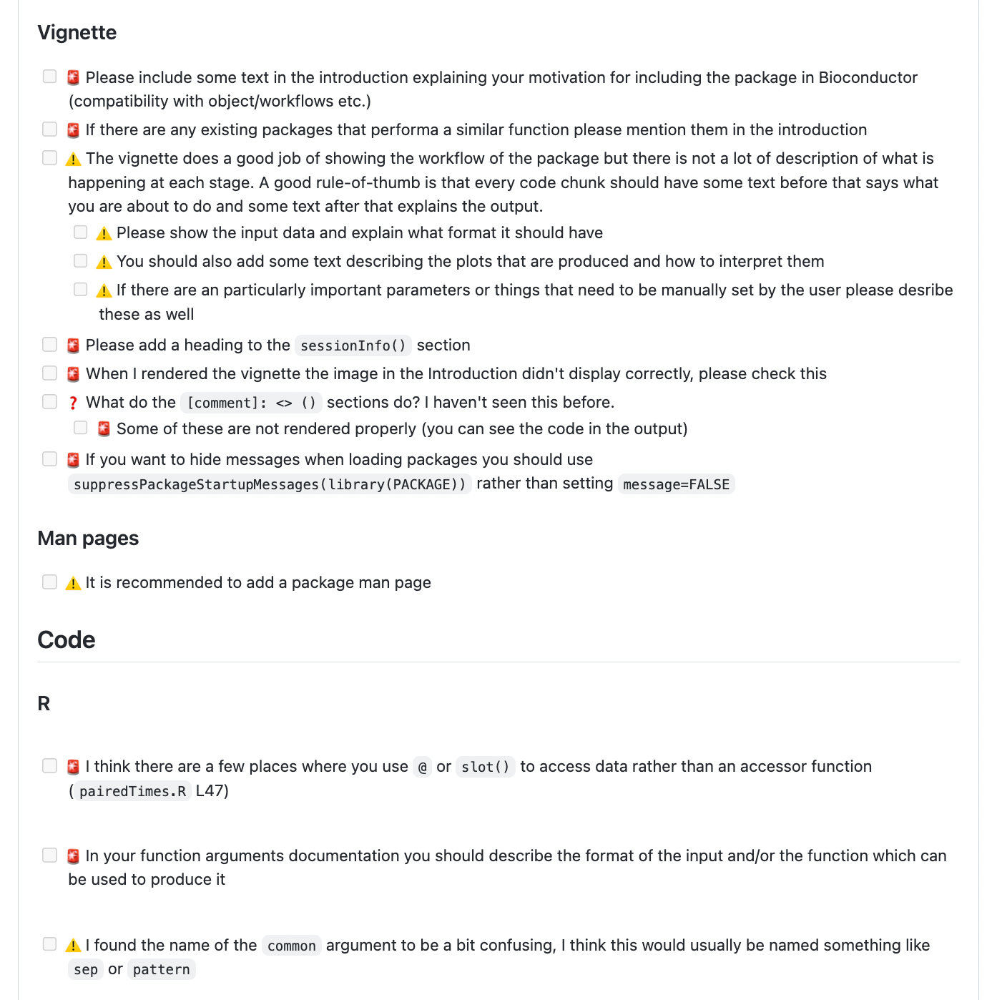 Vignette
🚨 Please include some text in the introduction explaining your motivation for including the package in Bioconductor
(compatibility with object/workflows etc.)
🚨 If there are any existing packages that performa a similar function please mention them in the introduction
⚠️ The vignette does a good job of showing the workflow of the package but there is not a lot of description of what is
happening at each stage. A good rule-of-thumb is that every code chunk should have some text before that says what
you are about to do and some text after that explains the output.
⚠️ Please show the input data and explain what format it should have
⚠️ You should also add some text describing the plots that are produced and how to interpret them
⚠️ If there are an particularly important parameters or things that need to be manually set by the user please desribe
these as well
🚨 Please add a heading to the sessionInfo() section
🚨 When I rendered the vignette the image in the Introduction didn't display correctly, please check this
❓ What do the [comment]: <> () sections do? I haven't seen this before.
🚨 Some of these are not rendered properly (you can see the code in the output)
🚨 If you want to hide messages when loading packages you should use
suppressPackageStartupMessages(library(PACKAGE)) rather than setting message=FALSE
Man pages
⚠️ It is recommended to add a package man page
Code
R
🚨 I think there are a few places where you use @ or slot() to access data rather than an accessor function
(pairedTimes.R L47)
🚨 In your function arguments documentation you should describe the format of the input and/or the function which can
be used to produce it
⚠️ I found the name of the common argument to be a bit confusing, I think this would usually be named something like
sep or pattern